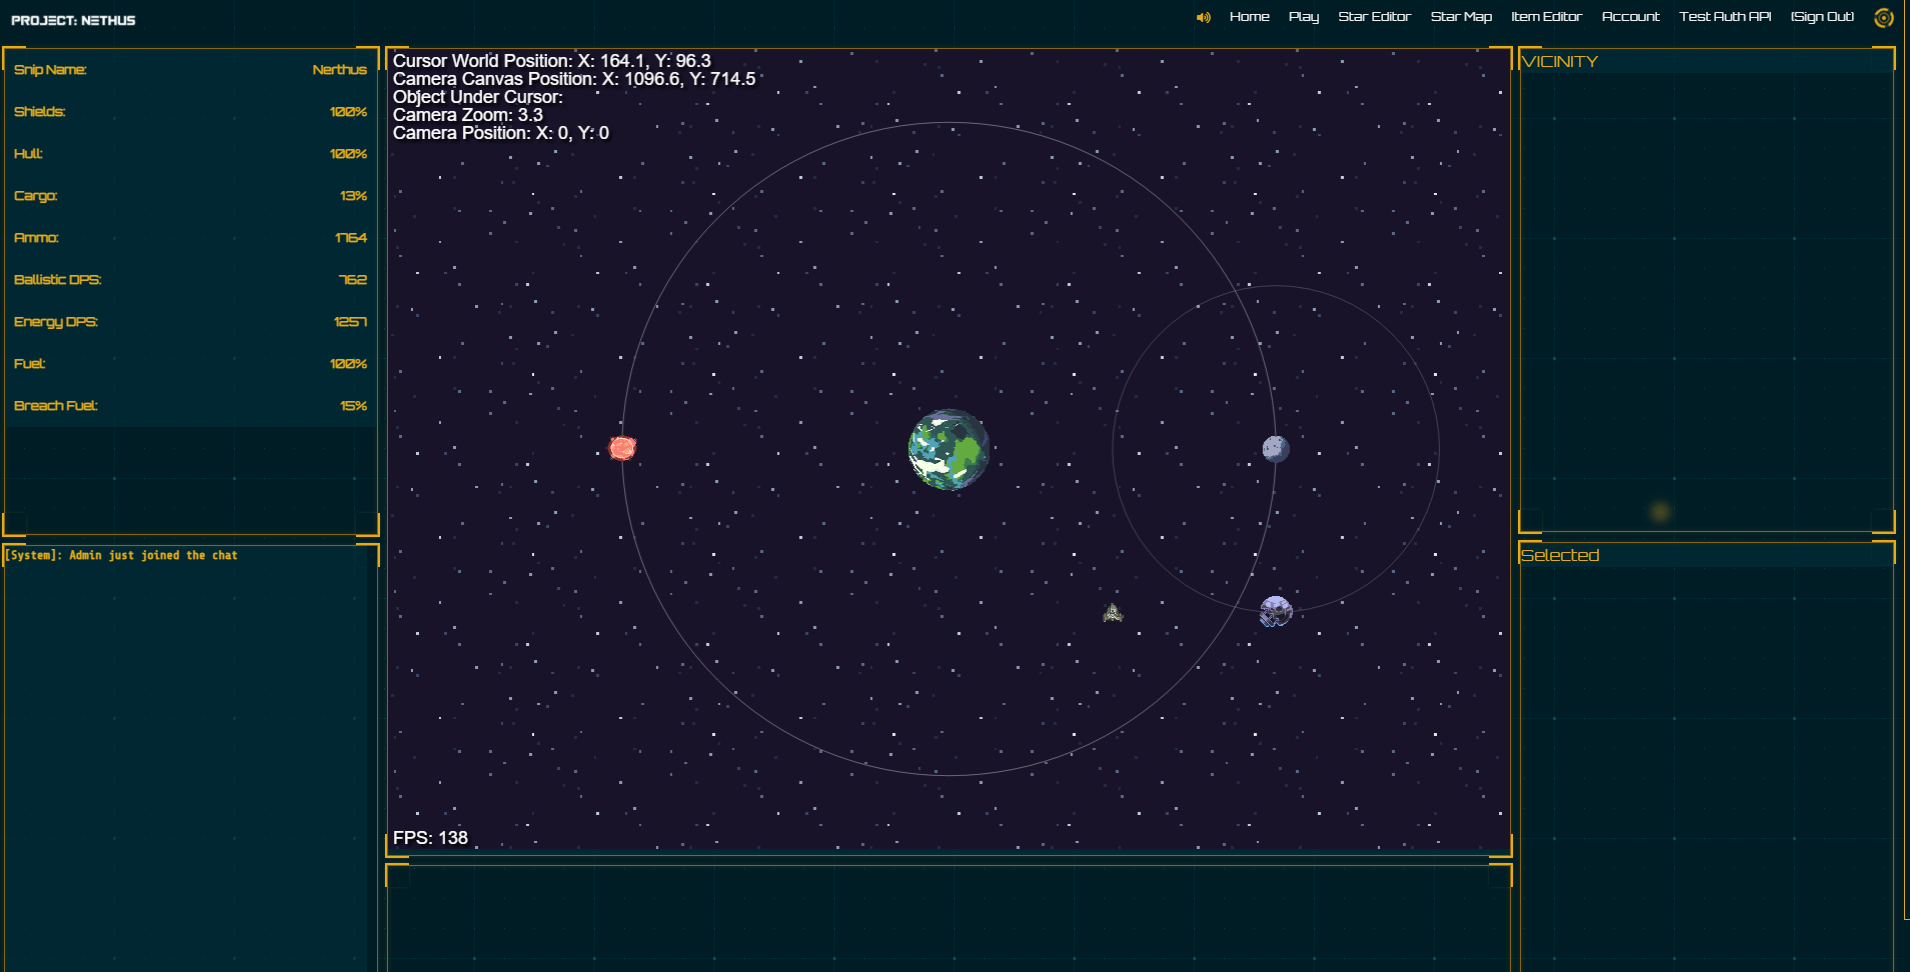 PROJECT: NETHUS
Home Play Star Editor Star Map Item Editor Account Test Auth API (Sign Out)
Snip Name: Nerthus
Shields: 100%
Hull: 100%
Cargo: 13%
Ammo: 1764
Ballistic DPS: 762
Energy DPS: 1257
Fuel: 100%
Breach Fuel: 15%
[System]: Admin just joined the chat
Cursor World Position: X: 164.1, Y: 96.3
Camera Canvas Position: X: 1096.6, Y: 714.5
Object Under Cursor:
Camera Zoom: 3.3
Camera Position: X: 0, Y: 0
FPS: 138
VICINITY
Selected